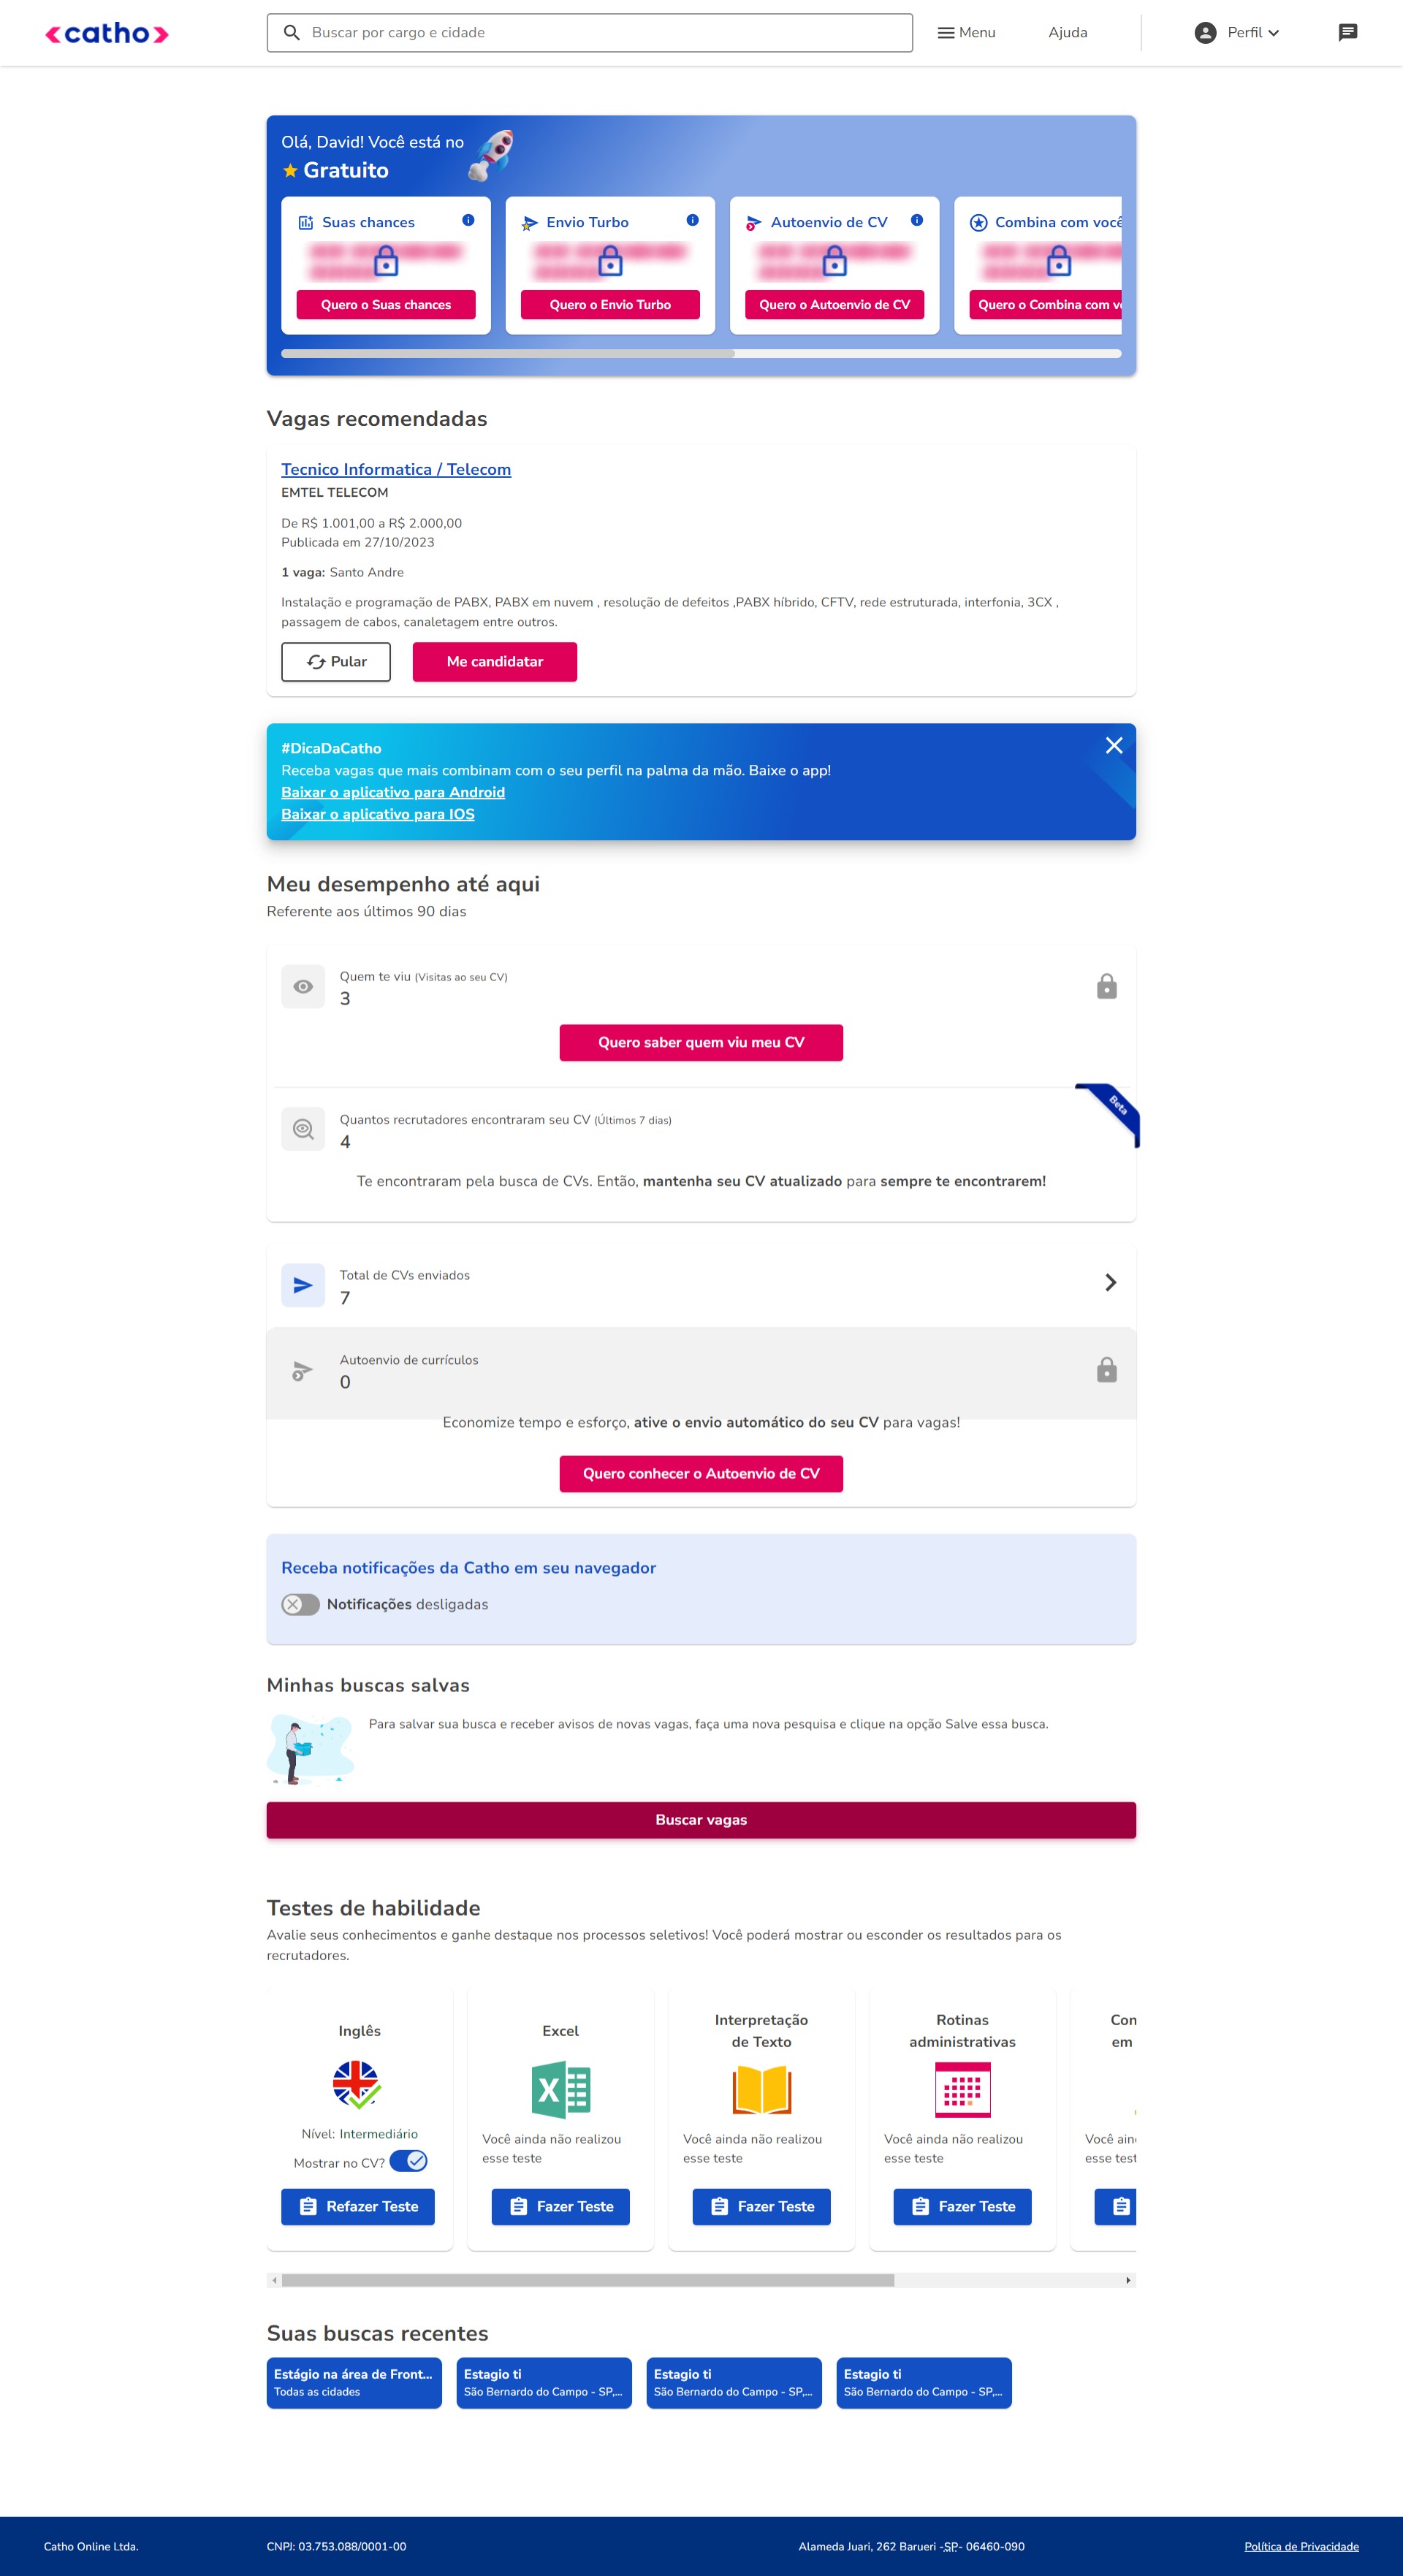 catho
Buscar por cargo e cidade
Menu
Ajuda
Perfil
Olá, David! Você está no
Gratuito
Suas chances
Quero o Suas chances
Envio Turbo
Quero o Envio Turbo
Autoenvio de CV
Quero o Autoenvio de CV
Combina com você
Quero o Combina com
Vagas recomendadas
Tecnico Informatica / Telecom
EMTEL TELECOM
De R$ 1.001,00 a R$ 2.000,00
Publicada em 27/10/2023
1 vaga: Santo Andre
Instalação e programação de PABX, PABX em nuvem , resolução de defeitos ,PABX híbrido, CFTV, rede estruturada, interfonia, 3CX ,
passagem de cabos, canaletagem entre outros.
Pular
Me candidatar
#DicaDaCatho
Receba vagas que mais combinam com o seu perfil na palma da mão. Baixe o app!
Baixar o aplicativo para Android
Baixar o aplicativo para IOS
Meu desempenho até aqui
Referente aos últimos 90 dias
Quem te viu (Visitas ao seu CV)
3
Quero saber quem viu meu CV
Beta
Quantos recrutadores encontraram seu CV (Últimos 7 dias)
4
Te encontraram pela busca de CVs. Então, mantenha seu CV atualizado para sempre te encontrarem!
Total de CVs enviados
7
Autoenvio de currículos
0
Economize tempo e esforço, ative o envio automático do seu CV para vagas!
Quero conhecer o Autoenvio de CV
Receba notificações da Catho em seu navegador
Notificações desligadas
Minhas buscas salvas
Para salvar sua busca e receber avisos de novas vagas, faça uma nova pesquisa e clique na opção Salve essa busca.
Buscar vagas
Testes de habilidade
Avalie seus conhecimentos e ganhe destaque nos processos seletivos! Você poderá mostrar ou esconder os resultados para os
recrutadores.
Inglês
Nível: Intermediário
Mostrar no CV?
Refazer Teste
Excel
Você ainda não realizou
esse teste
Fazer Teste
Interpretação
de Texto
Você ainda não realizou
esse teste
Fazer Teste
Rotinas
administrativas
Você ainda não realizou
esse teste
Fazer Teste
em
Você
esse
Suas buscas recentes
Estágio na área de Front...
Todas as cidades
Estagio ti
São Bernardo do Campo - SP,...
Estagio ti
São Bernardo do Campo - SP,...
Estagio ti
São Bernardo do Campo - SP,...
Catho Online Ltda.
CNPJ: 03.753.088/0001-00
Alameda Juari, 262 Barueri -SP- 06460-090
Política de Privacidade